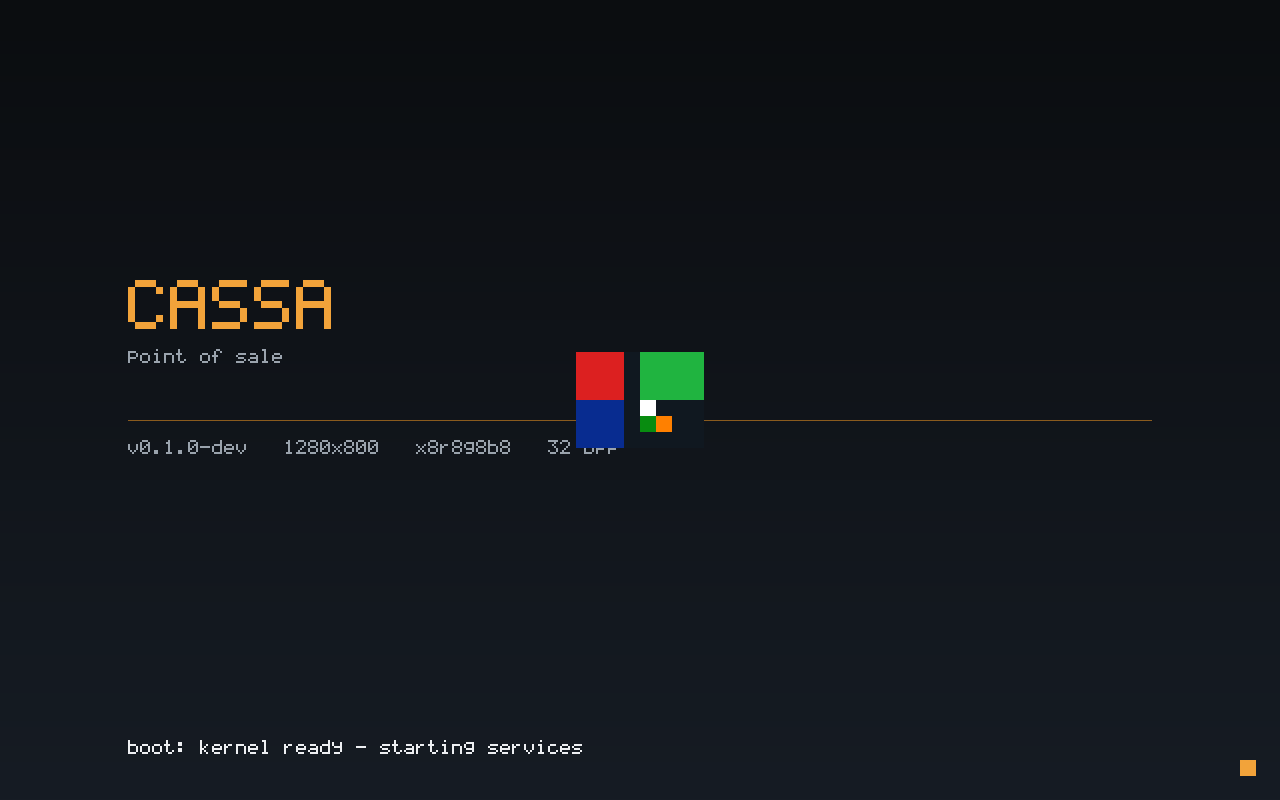 CASSA
Point of sale
v0.1.0-dev 1280x800 x8r8g8b8 32
boot: kernel ready - starting services